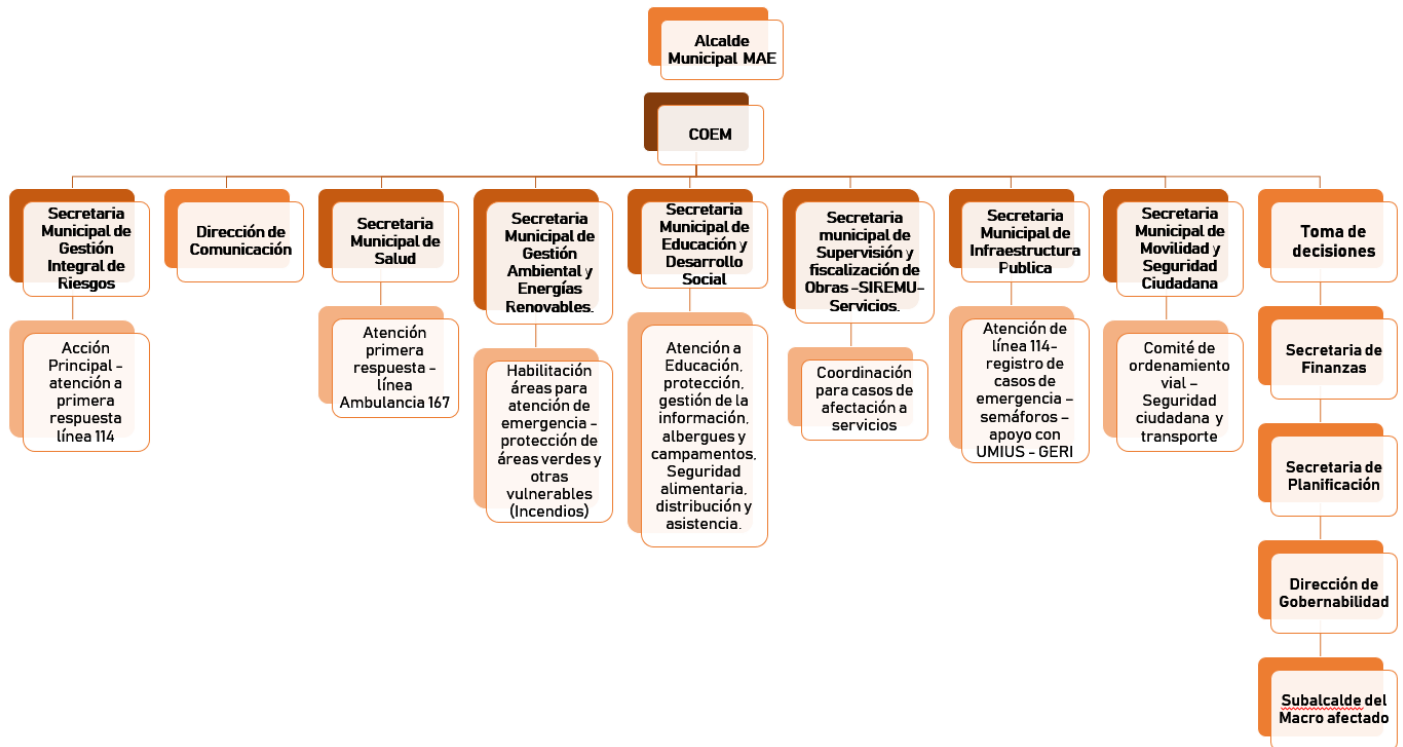 Alcalde
Municipal MAE
COEM
Secretaria
Municipal de
Gestión
Integral de
Riesgos
Acción
Principal -
atención a
primera
respuesta
línea 114
Dirección de
Comunicación
Secretaria
Municipal de
Salud
Atención
primera
respuesta -
línea
Ambulancia 167
Secretaria
Municipal de
Gestión
Ambiental y
Energías
Renovables.
Habilitación
áreas para
atención de
emergencia -
protección de
áreas verdes y
otras
vulnerables
(Incendios)
Secretaria
Municipal de
Educación y
Desarrollo
Social
Atención a
Educación,
protección,
gestión de la
información,
albergues y
campamentos,
Seguridad
alimentaria,
distribución y
asistencia.
Secretaria
municipal de
Supervisión y
fiscalización de
Obras -SIREMU-
Servicios.
Coordinación
para casos de
afectación a
servicios
Secretaria
Municipal de
Infraestructura
Publica
Atención de
línea 114-
registro de
casos de
emergencia –
semáforos –
apoyo con
UMIUS - GERI
Secretaria
Municipal de
Movilidad y
Seguridad
Ciudadana
Comité de
ordenamiento
vial –
Seguridad
ciudadana y
transporte
Toma de
decisiones
Secretaria de
Finanzas
Secretaria de
Planificación
Dirección de
Gobernabilidad
Subalcalde del
Macro afectado